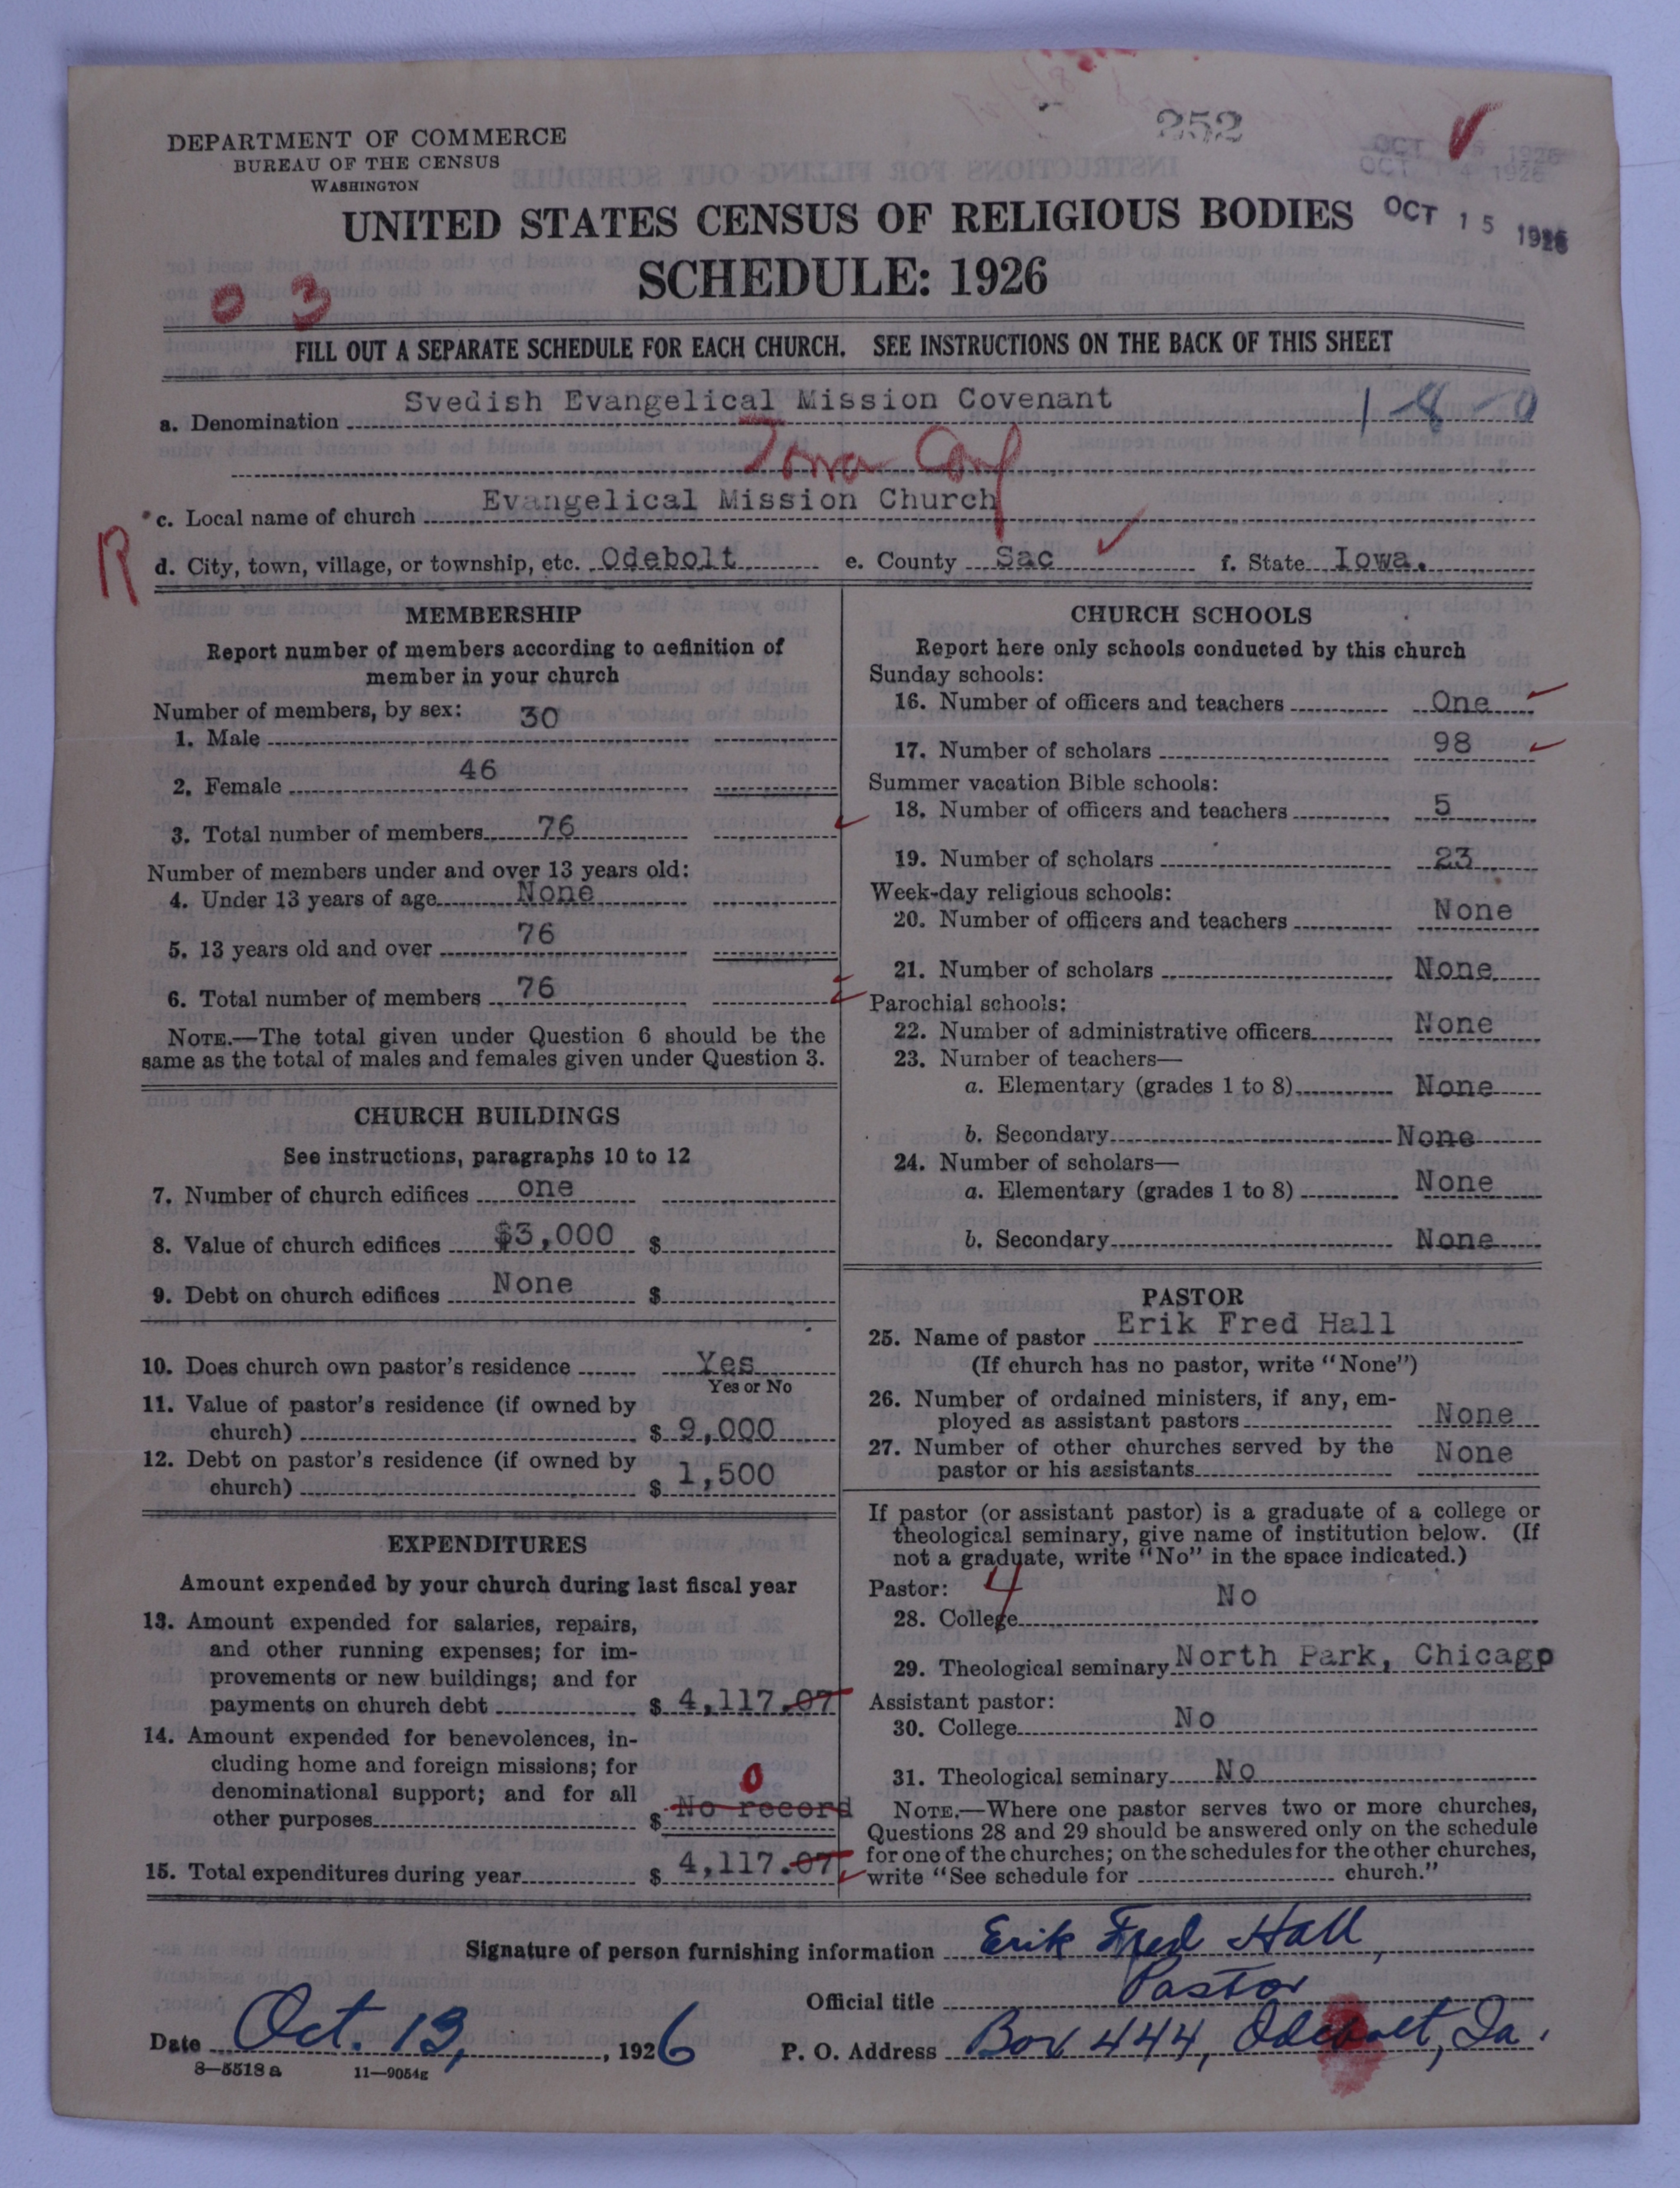 252
DEPARTMENT OF COMMERCE
BUREAU OF THE CENSUS
WASHINGTON
OCT 1926
OCT 4 1926
OCT 15 1926
UNITED STATES CENSUS OF RELIGIOUS BODIES
SCHEDULE: 1926
0 3
FILL OUT A SEPARATE SCHEDULE FOR EACH CHURCH. SEE INSTRUCTIONS ON THE BACK OF THIS SHEET
a. Denomination Svedish Evangelical Mission Covenant 1-8-0
Iowa Conf
c. Local name of church Evangelical Mission Church
R
d. City, town, village, or township, etc. Odebolt e. County Sac f. State Iowa.
MEMBERSHIP
Report number of members according to definition of
member in your church
Number of members, by sex:
1. Male 30
2. Female 46
3. Total number of members 76
Number of members under and over 13 years old:
4. Under 13 years of age None
5. 13 years old and over 76
6. Total number of members 76
NOTE.—The total given under Question 6 should be the
same as the total of males and females given under Question 3.
CHURCH BUILDINGS
See instructions, paragraphs 10 to 12
7. Number of church edifices one
8. Value of church edifices $3,000 $
9. Debt on church edifices None $
10. Does church own pastor's residence Yes
Yes or No
11. Value of pastor's residence (if owned by
church) $ 9,000
12. Debt on pastor's residence (if owned by
church) $ 1,500
EXPENDITURES
Amount expended by your church during last fiscal year
13. Amount expended for salaries, repairs,
and other running expenses; for im-
provements or new buildings; and for
payments on church debt $ 4,117.07
14. Amount expended for benevolences, in-
cluding home and foreign missions; for
denominational support; and for all 0
other purposes $ No record
15. Total expenditures during year $ 4,117.07
CHURCH SCHOOLS
Report here only schools conducted by this church
Sunday schools:
16. Number of officers and teachers One
17. Number of scholars 98
Summer vacation Bible schools:
18. Number of officers and teachers 5
19. Number of scholars 23
Week-day religious schools:
20. Number of officers and teachers None
21. Number of scholars None
Parochial schools:
22. Number of administrative officers None
23. Number of teachers—
a. Elementary (grades 1 to 8) None
b. Secondary None
24. Number of scholars—
a. Elementary (grades 1 to 8) None
b. Secondary None
PASTOR
25. Name of pastor Erik Fred Hall
(If church has no pastor, write "None")
26. Number of ordained ministers, if any, em-
ployed as assistant pastors None
27. Number of other churches served by the
pastor or his assistants None
If pastor (or assistant pastor) is a graduate of a college or
theological seminary, give name of institution below. (If
not a graduate, write "No" in the space indicated.)
Pastor: 4
28. College No
29. Theological seminary North Park, Chicago
Assistant pastor:
30. College No
31. Theological seminary No
NOTE.—Where one pastor serves two or more churches,
Questions 28 and 29 should be answered only on the schedule
for one of the churches; on the schedules for the other churches,
write "See schedule for church."
Signature of person furnishing information Erik Fred Hall,
Official title Pastor
Date Oct. 13, 1926 P. O. Address Box 444, Odebolt, Ia.
8—5518 a 11—9054g